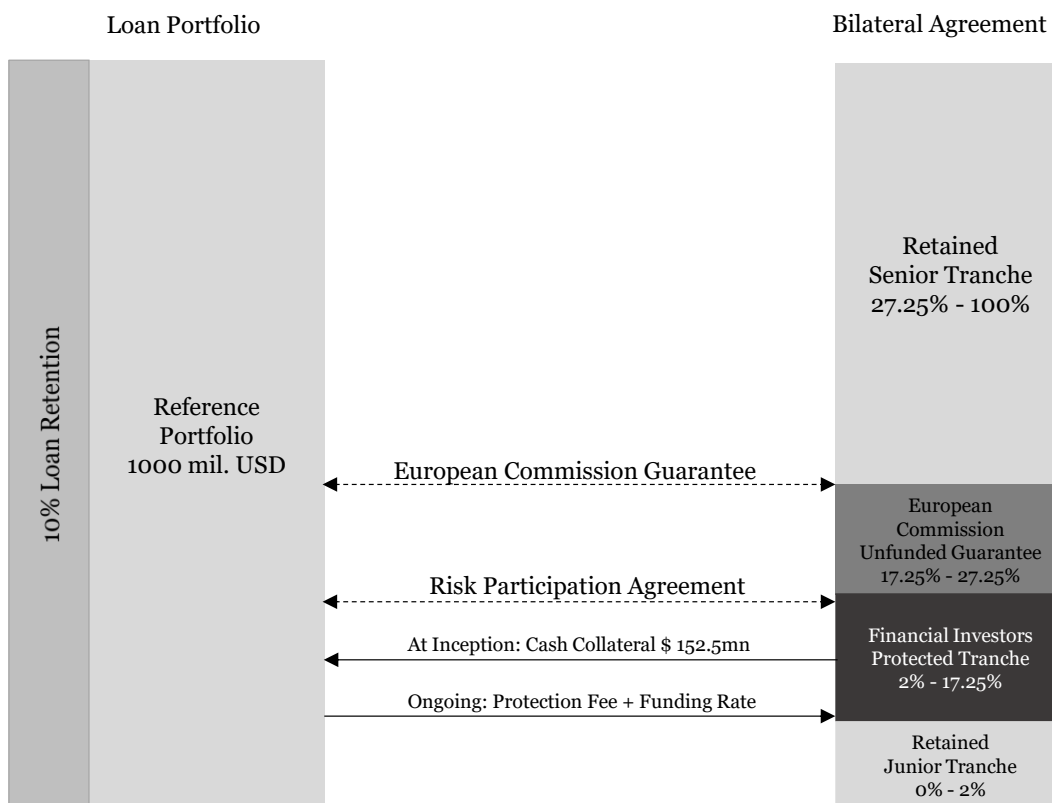 Loan Portfolio
Bilateral Agreement
10% Loan Retention
Reference
Portfolio
1000 mil. USD
Retained
Senior Tranche
27.25% - 100%
European Commission Guarantee
European
Commission
Unfunded Guarantee
17.25% - 27.25%
Risk Participation Agreement
At Inception: Cash Collateral $ 152.5mn
Financial Investors
Protected Tranche
2% - 17.25%
Ongoing: Protection Fee + Funding Rate
Retained
Junior Tranche
0% - 2%